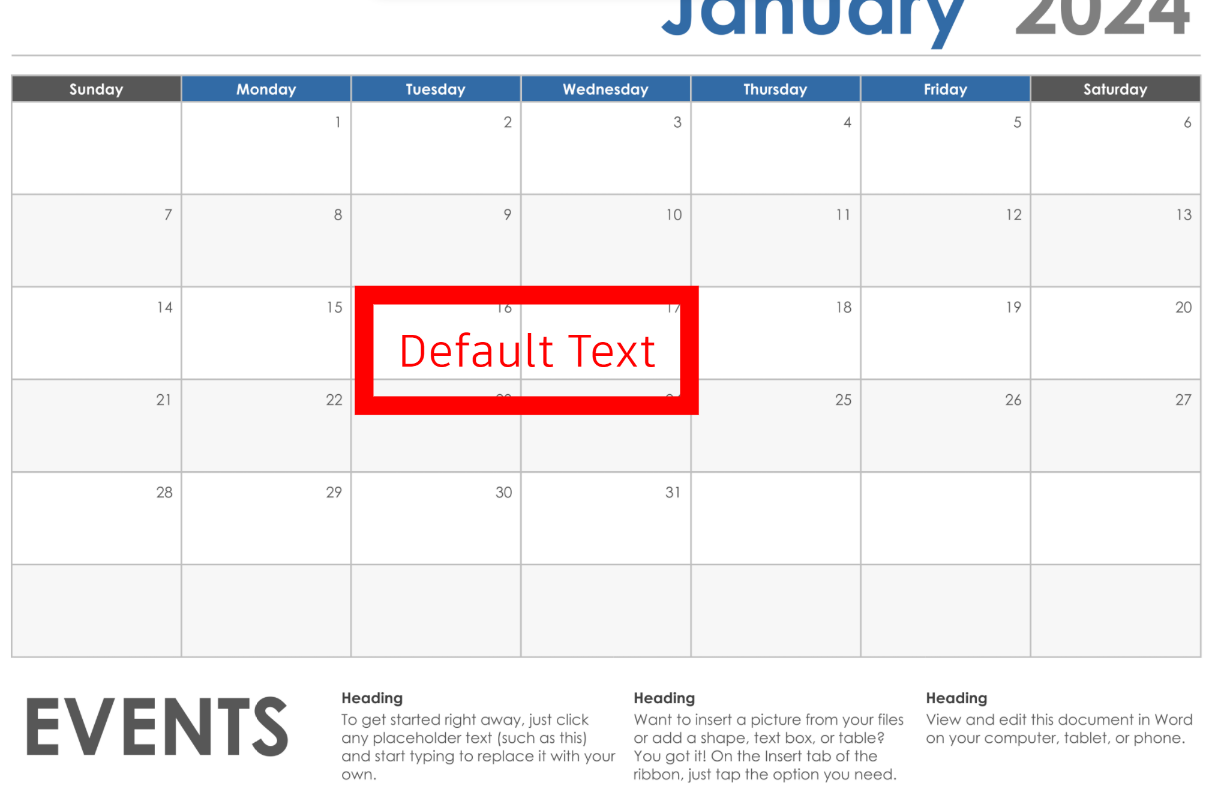 January 2024
Sunday Monday Tuesday Wednesday Thursday Friday Saturday
1 2 3 4 5 6
7 8 9 10 11 12 13
14 15 16 17 18 19 20
Default Text
21 22 25 26 27
28 29 30 31
EVENTS
Heading
To get started right away, just click
any placeholder text (such as this)
and start typing to replace it with your
own.
Heading
Want to insert a picture from your files
or add a shape, text box, or table?
You got it! On the Insert tab of the
ribbon, just tap the option you need.
Heading
View and edit this document in Word
on your computer, tablet, or phone.